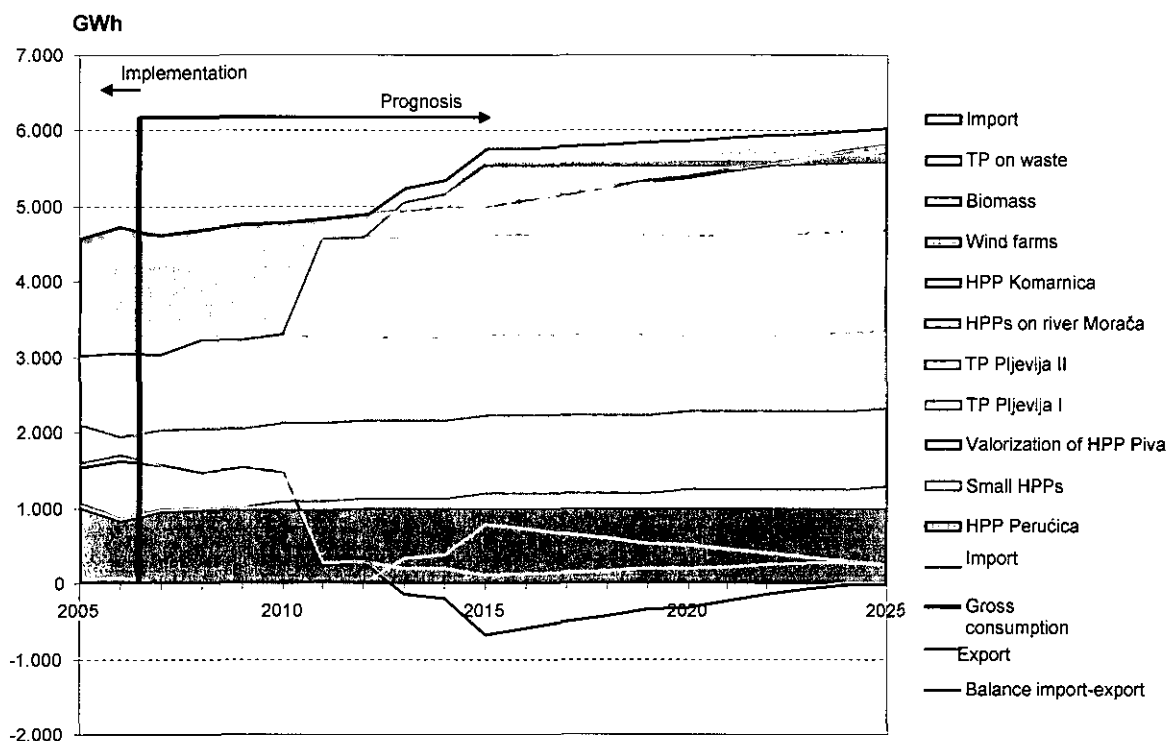 GWh
7.000
6.000
5.000
4.000
3.000
2.000
1.000
0
-1.000
-2.000
Implementation
Prognosis
2005
2010
2015
2020
2025
Import
TP on waste
Biomass
Wind farms
HPP Komarnica
HPPs on river Morača
TP Pljevlja II
TP Pljevlja I
Valorization of HPP Piva
Small HPPs
HPP Perućica
Import
Gross
consumption
Export
Balance import-export